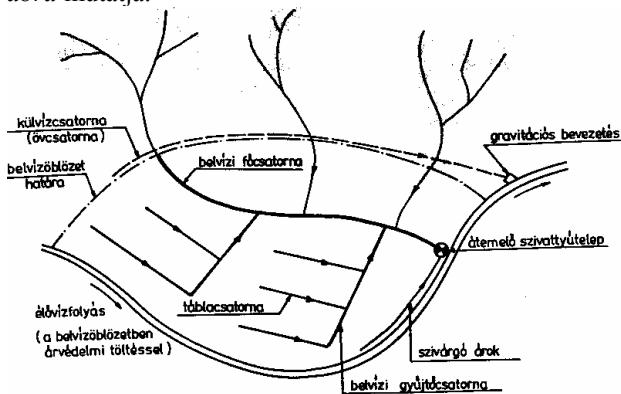 külvízcsatorna
(övcsatorna)
gravitációs bevezetés
belvízöblözet
határa
belvízi főcsatorna
átemelő szivattyútelep
élővízfolyás
(a belvízöblözetben
árvédelmi töltéssel)
táblacsatorna
szivárgó árok
belvízi gyűjtőcsatorna